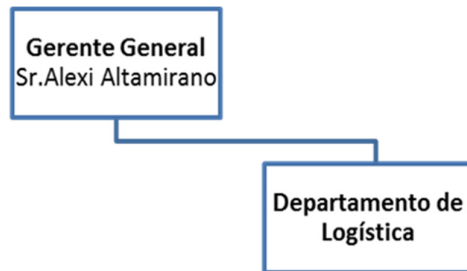 Gerente General
Sr.Alexi Altamirano
Departamento de
Logística